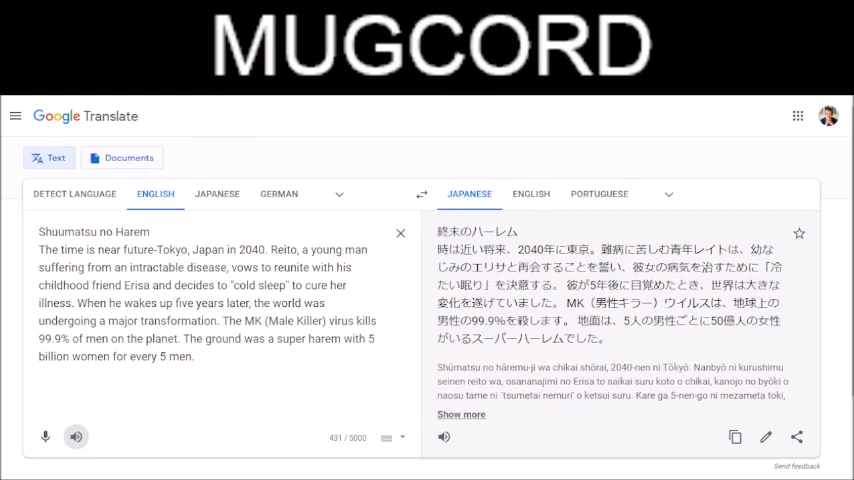 MUGCORD
Google Translate
Text
Documents
DETECT LANGUAGE
ENGLISH
JAPANESE
GERMAN
JAPANESE
ENGLISH
PORTUGUESE
Shuumatsu no Harem
The time is near future-Tokyo, Japan in 2040. Reito, a young man
suffering from an intractable disease, vows to reunite with his
childhood friend Erisa and decides to "cold sleep" to cure her
illness. When he wakes up five years later, the world was
undergoing a major transformation. The MK (Male Killer) virus kills
99.9% of men on the planet. The ground was a super harem with 5
billion women for every 5 men.
431 / 5000
終末のハーレム
時は近い将来、2040年に東京。難病に苦しむ青年レイトは、幼な
じみのエリサと再会することを誓い、彼女の病気を治すために「冷
たい眠り」を決意する。 彼が5年後に目覚めたとき、世界は大きな
変化を遂げていました。 MK（男性キラー）ウイルスは、地球上の
男性の99.9％を殺します。 地面は、5人の男性ごとに50億人の女性
がいるスーパーハーレムでした。
Shūmatsu no hāremu-ji wa chikai shōrai, 2040-nen ni Tōkyō. Nanbyō ni kurushimu
seinen reito wa, osananajimi no Erisa to saikai suru koto o chikai, kanojo no byōki o
naosu tame ni `tsumetai nemuri' o ketsui suru. Kare ga 5-nen-go ni mezameta toki,
Show more
Send feedback